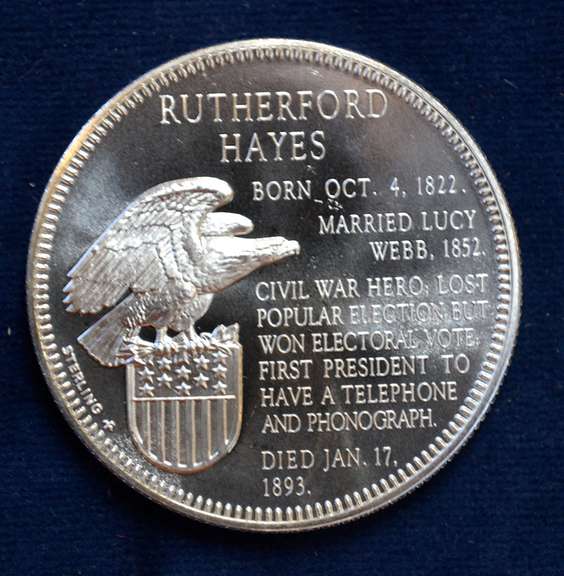 RUTHERFORD
HAYES
BORN OCT. 4, 1822.
MARRIED LUCY
WEBB, 1852.
CIVIL WAR HERO; LOST
POPULAR ELECTION BUT
WON ELECTORAL VOTE;
FIRST PRESIDENT TO
HAVE A TELEPHONE
AND PHONOGRAPH.
DIED JAN. 17,
1893.
STERLING